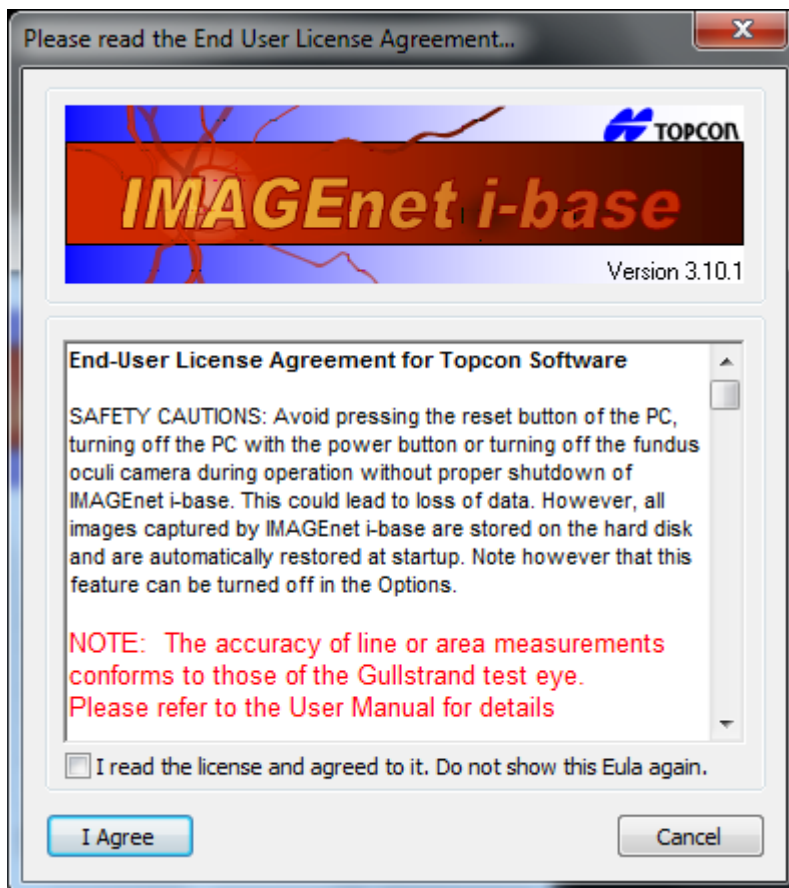 Please read the End User License Agreement...
TOPCON
IMAGEnet i-base
Version 3.10.1
End-User License Agreement for Topcon Software
SAFETY CAUTIONS: Avoid pressing the reset button of the PC,
turning off the PC with the power button or turning off the fundus
oculi camera during operation without proper shutdown of
IMAGEnet i-base. This could lead to loss of data. However, all
images captured by IMAGEnet i-base are stored on the hard disk
and are automatically restored at startup. Note however that this
feature can be turned off in the Options.
NOTE: The accuracy of line or area measurements
conforms to those of the Gullstrand test eye.
Please refer to the User Manual for details
I read the license and agreed to it. Do not show this Eula again.
I Agree
Cancel